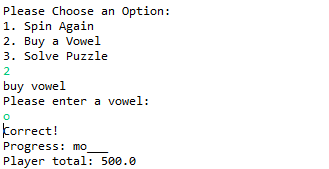 Please Choose an Option:
1. Spin Again
2. Buy a Vowel
3. Solve Puzzle
2
buy vowel
Please enter a vowel:
o
Correct!
Progress: mo___
Player total: 500.0